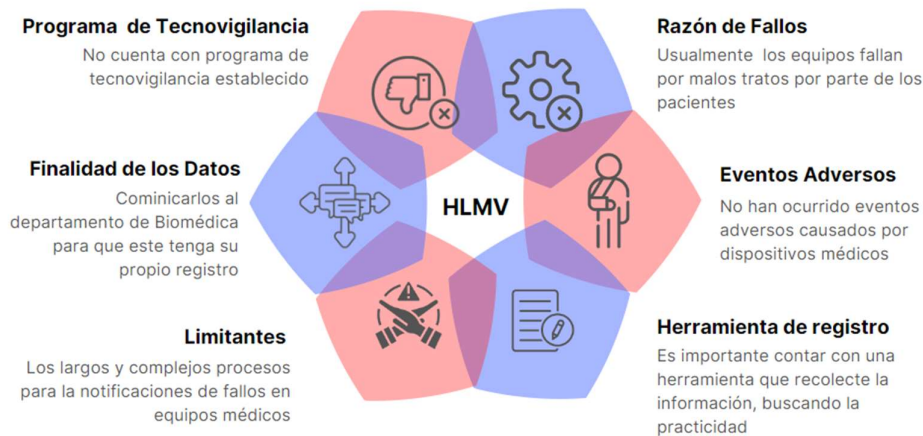 Programa de Tecnovigilancia
No cuenta con programa de
tecnovigilancia establecido
Razón de Fallos
Usualmente los equipos fallan
por malos tratos por parte de los
pacientes
Finalidad de los Datos
Cominicarlos al
departamento de Biomédica
para que este tenga su
propio registro
HLMV
Eventos Adversos
No han ocurrido eventos
adversos causados por
dispositivos médicos
Limitantes
Los largos y complejos procesos
para la notificaciones de fallos en
equipos médicos
Herramienta de registro
Es importante contar con una
herramienta que recolecte la
información, buscando la
practicidad